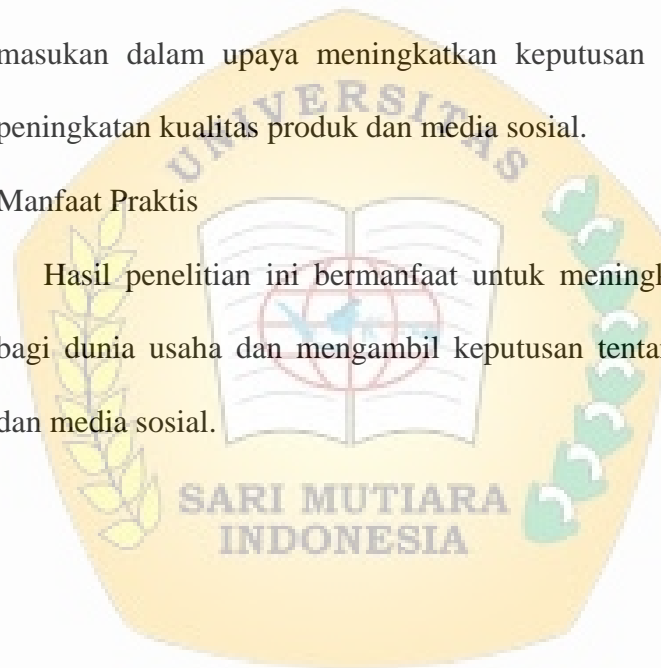 masukan dalam upaya meningkatkan keputusan
peningkatan kualitas produk dan media sosial.
UNIVERSITAS
Manfaat Praktis
Hasil penelitian ini bermanfaat untuk
bagi dunia usaha dan mengambil keputusan
dan media sosial.
SARI MUTIARA
INDONESIA